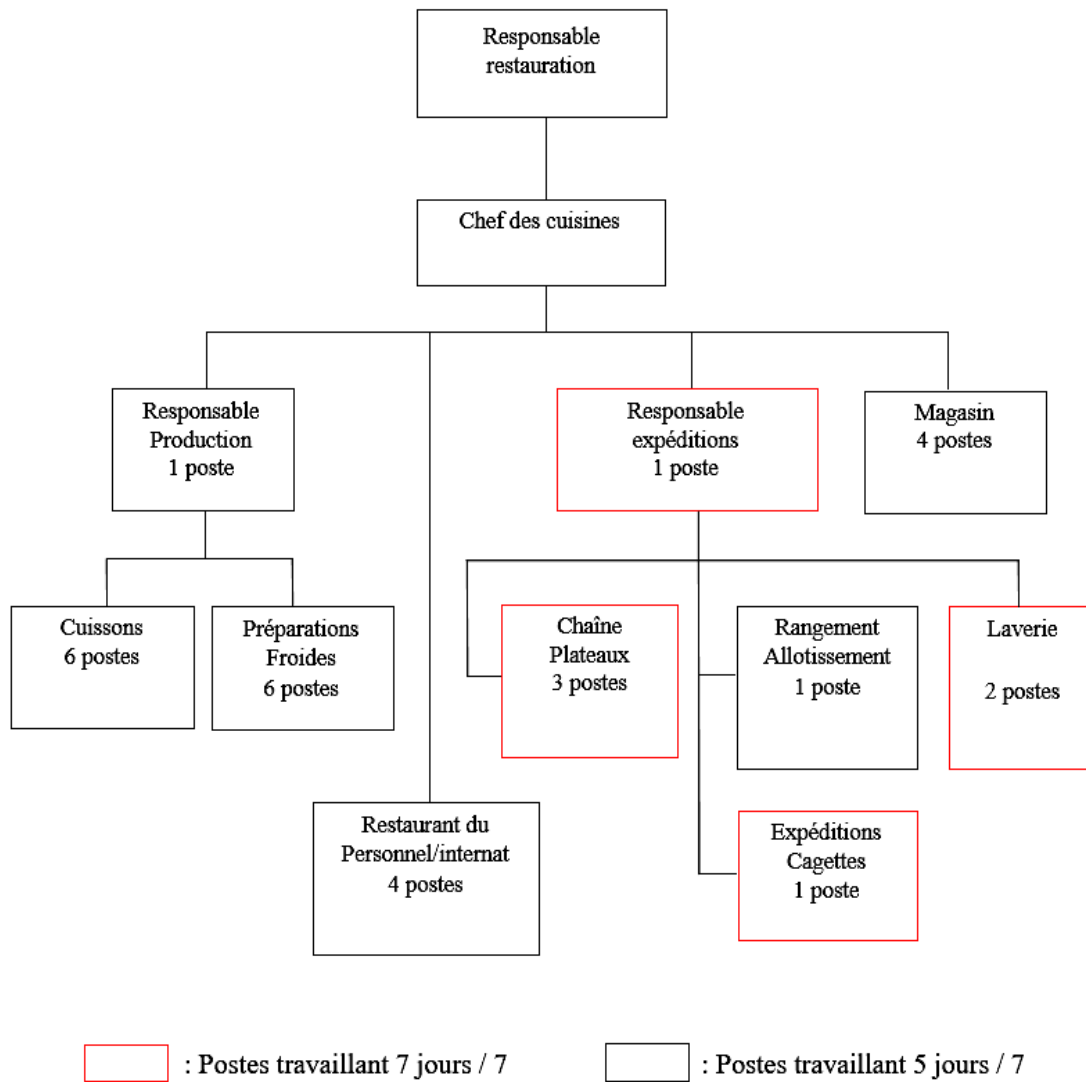 Responsable
restauration
Chef des cuisines
Responsable
Production
1 poste
Responsable
expéditions
1 poste
Magasin
4 postes
Cuissons
6 postes
Préparations
Froides
6 postes
Chaîne
Plateaux
3 postes
Rangement
Allotissement
1 poste
Laverie
2 postes
Restaurant du
Personnel/internat
4 postes
Expéditions
Cagettes
1 poste
: Postes travaillant 7 jours / 7
: Postes travaillant 5 jours / 7